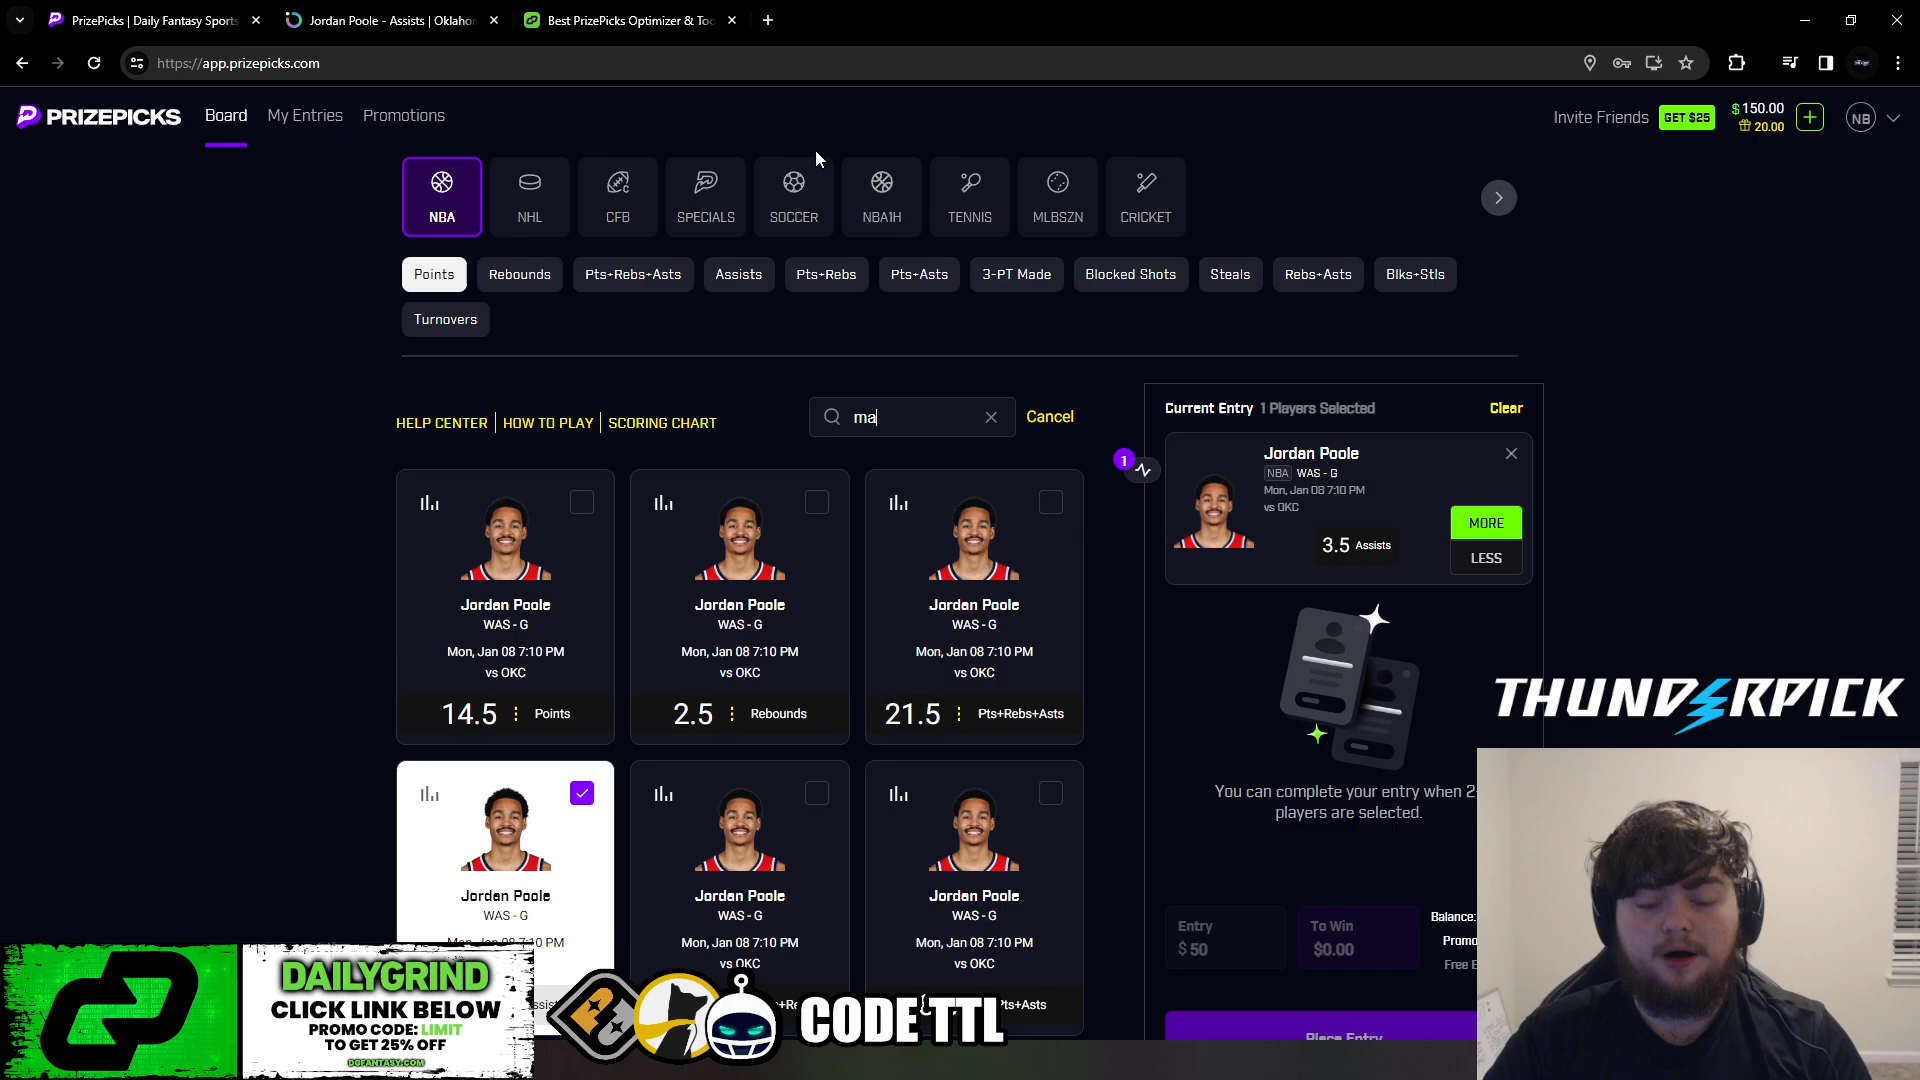 PrizePicks | Daily Fantasy Sports
Jordan Poole - Assists | Oklaho
Best PrizePicks Optimizer & Too
https://app.prizepicks.com
PRIZEPICKS
Board
My Entries
Promotions
Invite Friends
GET $25
$150.00
20.00
NB
NBA
NHL
CFB
SPECIALS
SOCCER
NBA1H
TENNIS
MLBSZN
CRICKET
Points
Rebounds
Pts+Rebs+Asts
Assists
Pts+Rebs
Pts+Asts
3-PT Made
Blocked Shots
Steals
Rebs+Asts
Blks+Stls
Turnovers
HELP CENTER
HOW TO PLAY
SCORING CHART
ma
Cancel
Current Entry 1 Players Selected
Clear
1
Jordan Poole
NBA WAS - G
Mon, Jan 08 7:10 PM
vs OKC
3.5 Assists
MORE
LESS
You can complete your entry when 2-
players are selected.
Entry
$ 50
To Win
$0.00
Balance:
Promo
Free E
Place Entry
Jordan Poole
WAS - G
Mon, Jan 08 7:10 PM
vs OKC
14.5 Points
Jordan Poole
WAS - G
Mon, Jan 08 7:10 PM
vs OKC
2.5 Rebounds
Jordan Poole
WAS - G
Mon, Jan 08 7:10 PM
vs OKC
21.5 Pts+Rebs+Asts
Jordan Poole
WAS - G
Mon, Jan 08 7:10 PM
Jordan Poole
WAS - G
Mon, Jan 08 7:10 PM
vs OKC
Jordan Poole
WAS - G
Mon, Jan 08 7:10 PM
vs OKC
Pts+Asts
THUNDERPICK
DAILYGRIND
CLICK LINK BELOW
PROMO CODE: LIMIT
TO GET 25% OFF
DGFANTASY.COM
CODE TTL